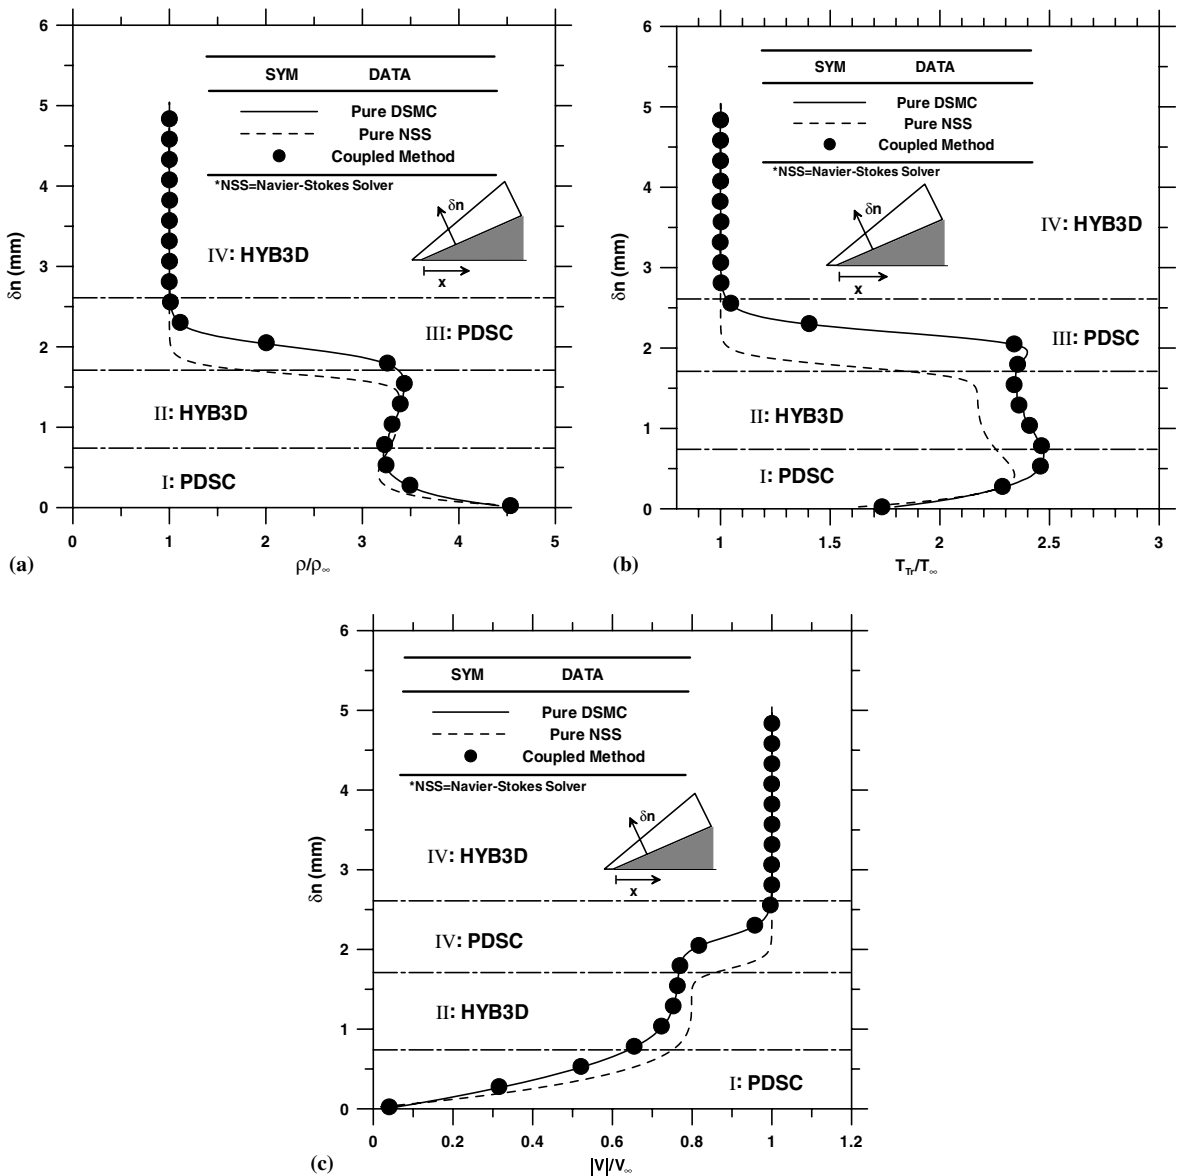 6
5
4
3
2
1
0
δn (mm)
SYM DATA
Pure DSMC
Pure NSS
Coupled Method
*NSS=Navier-Stokes Solver
δn
x
IV: HYB3D
III: PDSC
II: HYB3D
I: PDSC
0 1 2 3 4 5
ρ/ρ∞
(a)
6
5
4
3
2
1
0
δn (mm)
SYM DATA
Pure DSMC
Pure NSS
Coupled Method
*NSS=Navier-Stokes Solver
δn
x
IV: HYB3D
III: PDSC
II: HYB3D
I: PDSC
1 1.5 2 2.5 3
T_Tr/T∞
(b)
6
5
4
3
2
1
0
δn (mm)
SYM DATA
Pure DSMC
Pure NSS
Coupled Method
*NSS=Navier-Stokes Solver
δn
x
IV: HYB3D
IV: PDSC
II: HYB3D
I: PDSC
0 0.2 0.4 0.6 0.8 1 1.2
|V|/V∞
(c)